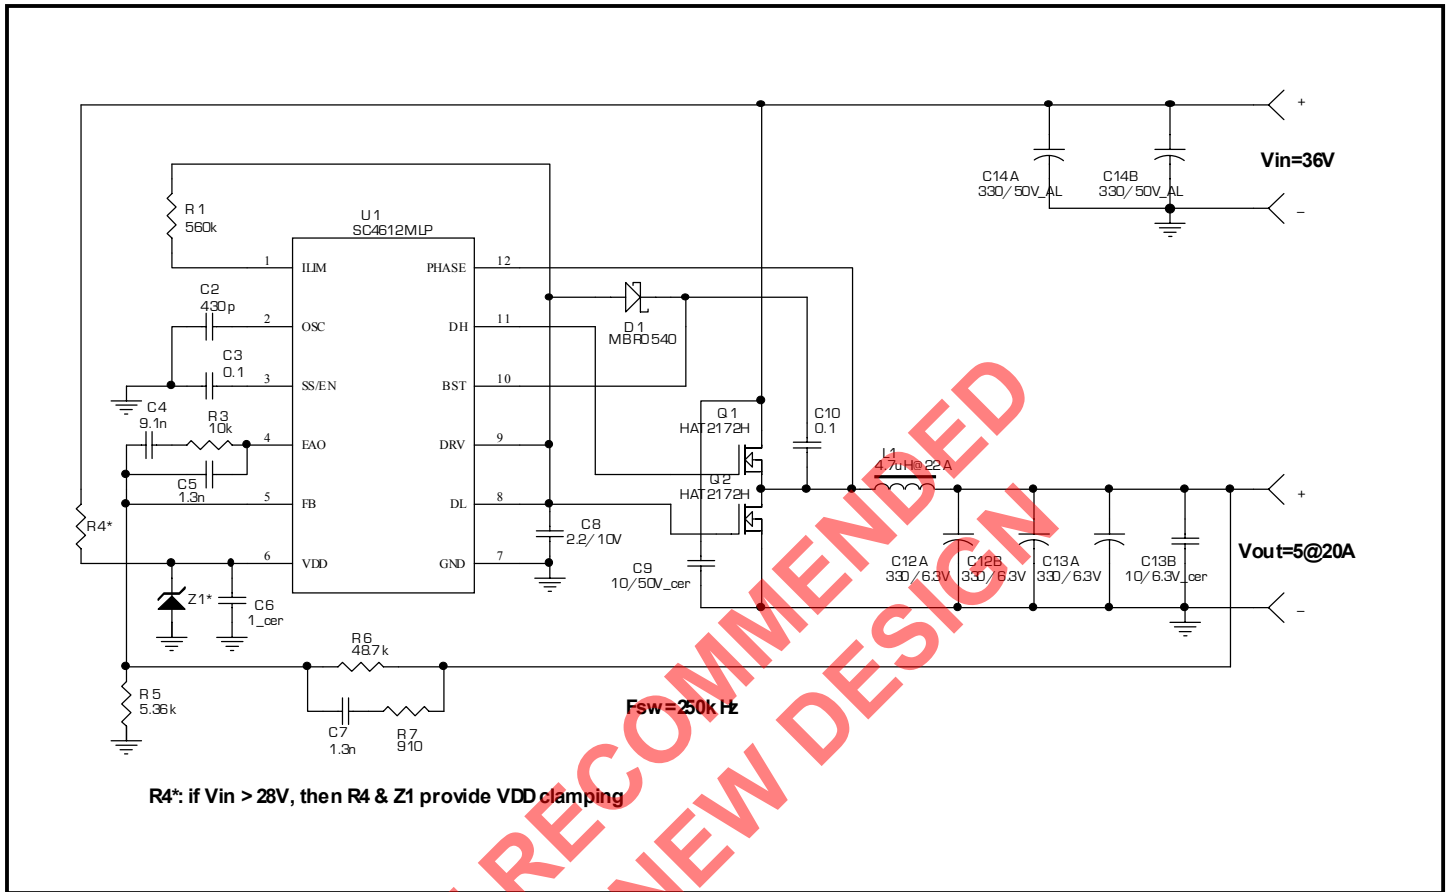 +
Vin=36V
C14A
330/50V_AL
C14B
330/50V_AL
–
R1
560k
U1
SC4612MLP
1
ILIM
PHASE
12
C2
430p
2
OSC
DH
11
D1
MBR0540
C3
0.1
3
SS/EN
BST
10
C4
9.1n
R3
10k
4
EAO
DRV
9
Q1
HAT2172H
C10
0.1
C5
1.3n
5
FB
DL
8
Q2
HAT2172H
L1
4.7uH@22A
+
R4*
C8
2.2/10V
6
VDD
GND
7
C9
10/50V_cer
C12A
330/6.3V
C12B
330/6.3V
C13A
330/6.3V
C13B
10/6.3V_cer
Vout=5@20A
Z1*
C6
1_cer
–
R6
48.7k
R5
5.36k
C7
1.3n
R7
910
Fsw=250kHz
R4*: if Vin > 28V, then R4 & Z1 provide VDD clamping
RECOMMENDED
NEW DESIGN